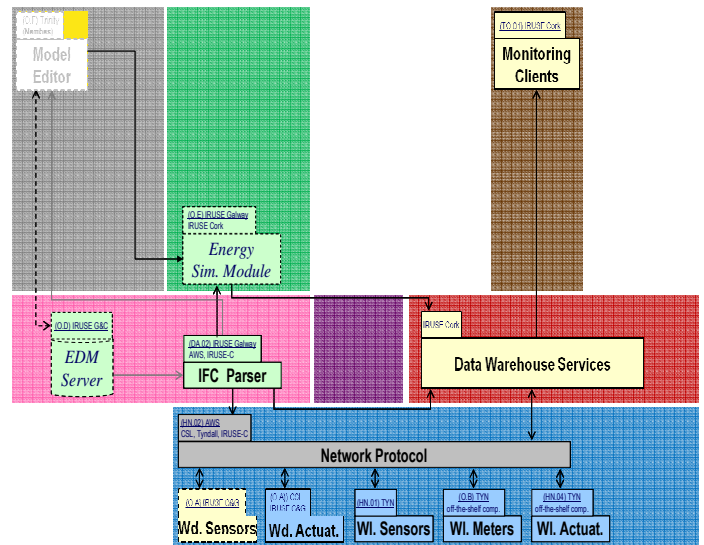 (O.F) Trinity
(Members)
Model
Editor
(TO.01) IRUSE Cork
Monitoring
Clients
(O.E) IRUSE Galway
IRUSE Cork
Energy
Sim. Module
(O.D) IRUSE G&C
EDM
Server
(DA.02) IRUSE Galway
AWS, IRUSE-C
IFC Parser
IRUSE Cork
Data Warehouse Services
(HN.02) AWS
CSL, Tyndall, IRUSE-C
Network Protocol
(O.A) IRUSE C&G
Wd. Sensors
(O.A)) CSL
IRUSE C&G
Wd. Actuat.
(HN.01) TYN
Wl. Sensors
(O.B) TYN
off-the-shelf comp.
Wl. Meters
(HN.04) TYN
off-the-shelf comp.
Wl. Actuat.